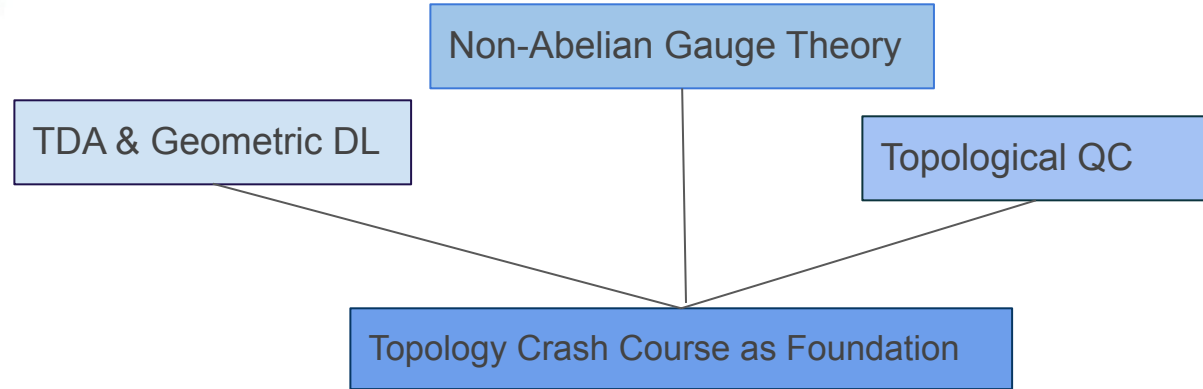 Non-Abelian Gauge Theory
TDA & Geometric DL
Topological QC
Topology Crash Course as Foundation